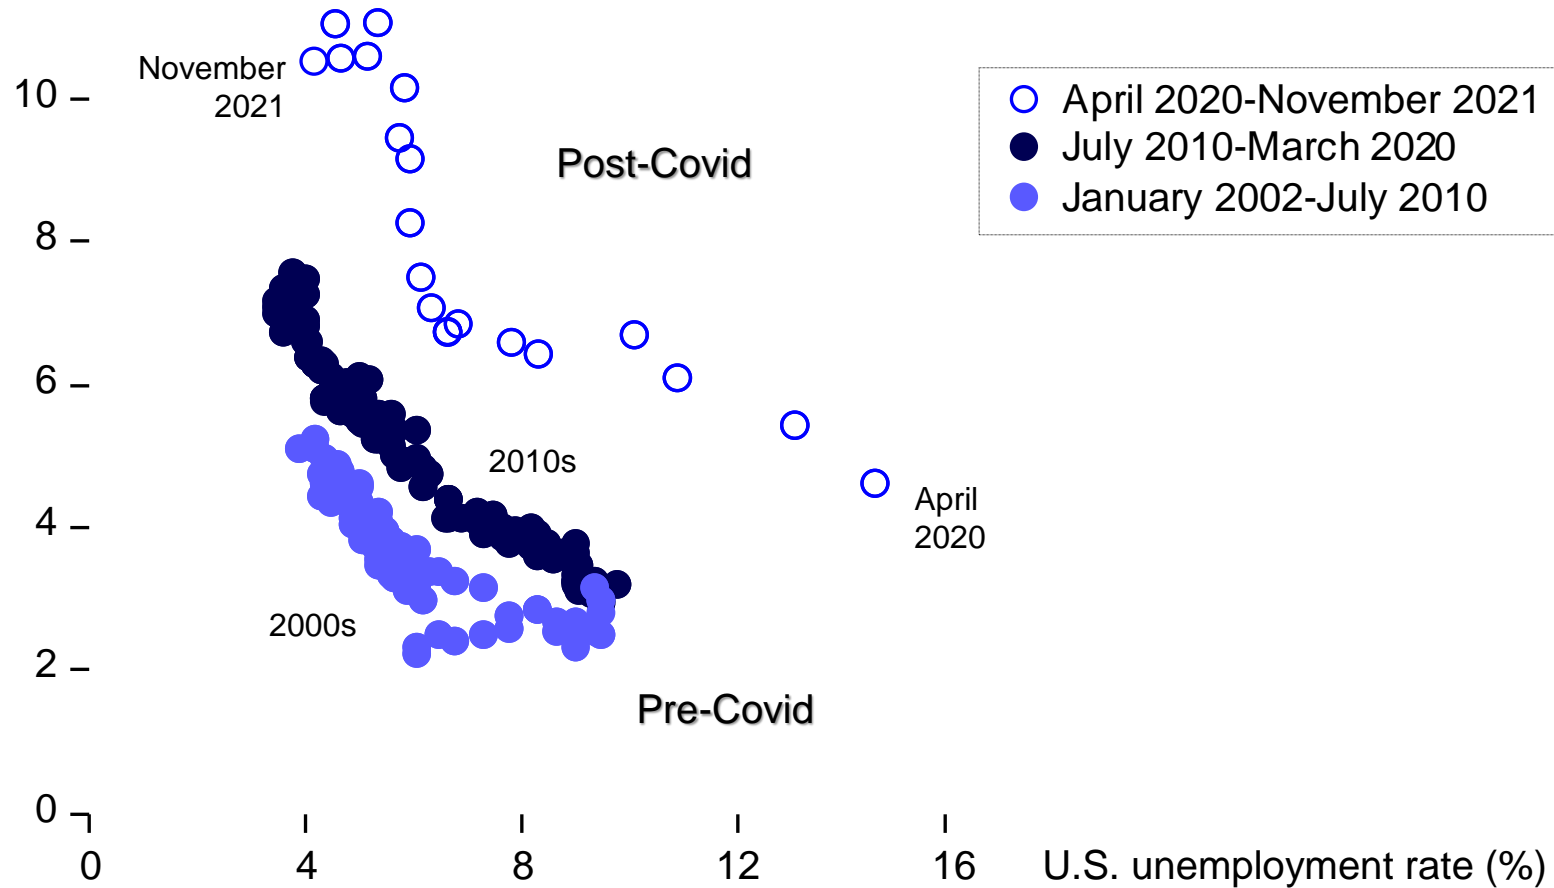 November
2021
10
Post-Covid
April 2020-November 2021
July 2010-March 2020
January 2002-July 2010
8
6
2010s
4
April
2020
2000s
2
Pre-Covid
0
0
4
8
12
16
U.S. unemployment rate (%)